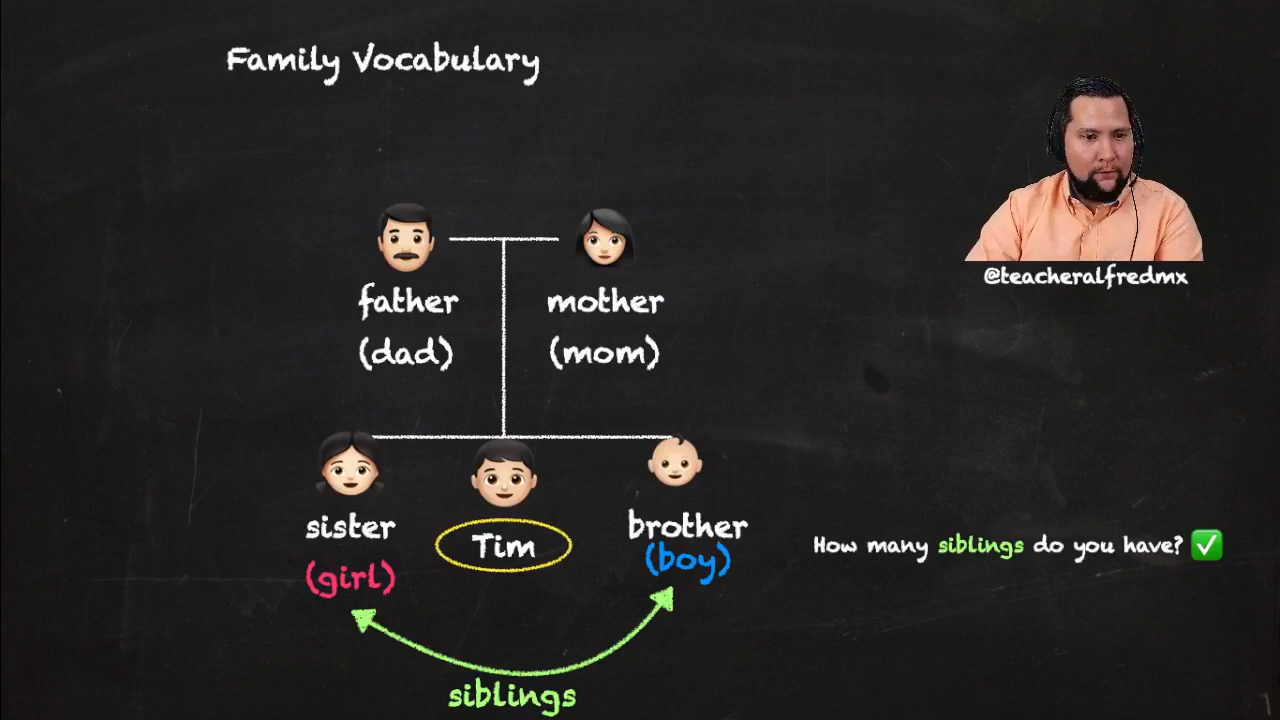 Family Vocabulary
@teacheralfredmx
father
mother
(dad)
(mom)
sister
Tim
brother
(girl)
(boy)
How many siblings do you have?
siblings